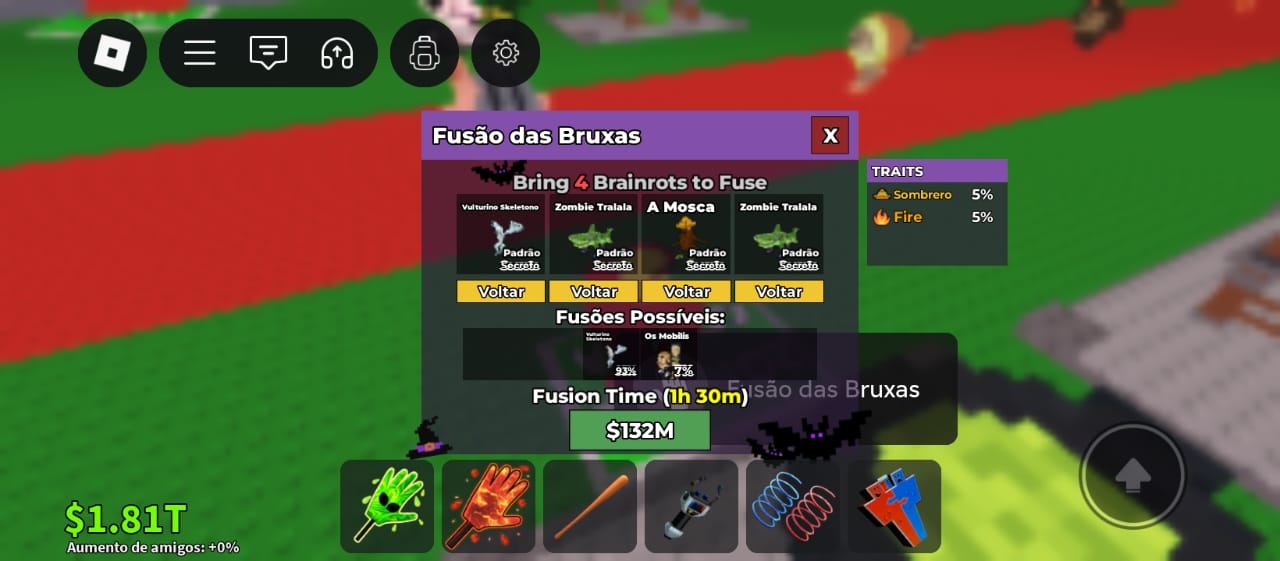 Fusão das Bruxas
X
Bring 4 Brainrots to Fuse
Vulturino Skeletono
Zombie Tralala
A Mosca
Zombie Tralala
Padrão
Padrão
Padrão
Padrão
Secreto
Secreto
Secreto
Secreto
Voltar
Voltar
Voltar
Voltar
Fusões Possíveis:
Vulturino Skeletono
Os Mobilis
93%
7%
Fusion Time (1h 30m)
$132M
TRAITS
Sombrero 5%
Fire 5%
Fusão das Bruxas
$1.81T
Aumento de amigos: +0%